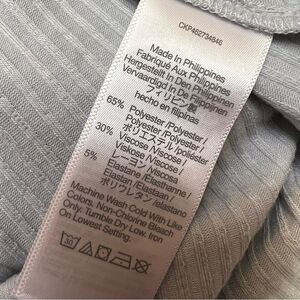 CKP462734846
Made In Philippines
Fabriqué Aux Philippines
Hergestellt In Den Philippinen
Vervaardigd In De Filipijnen
フィリピン製
hecho en filipinas
65% Polyester /Polyester /
Polyester /Polyester /
ポリエステル /poliéster
30% Viscose /Viscose /
Viskose /Viscose /
レーヨン /viscosa
5% Elastane /Elasthanne /
Elastan /Elastaan /
ポリウレタン /elastano
Machine Wash Cold With Like
Colors. Non-Chlorine Bleach
Only. Tumble Dry Low. Iron
On Lowest Setting.
30